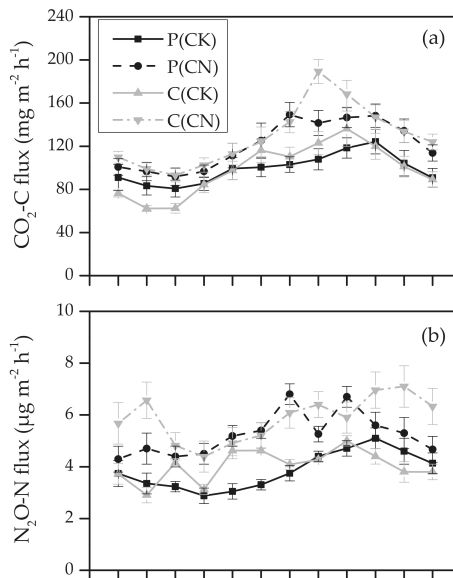 240
200
160
120
80
40
0
CO₂-C flux (mg m⁻² h⁻¹)
P(CK)
P(CN)
C(CK)
C(CN)
(a)
10
8
6
4
2
0
N₂O-N flux (µg m⁻² h⁻¹)
(b)